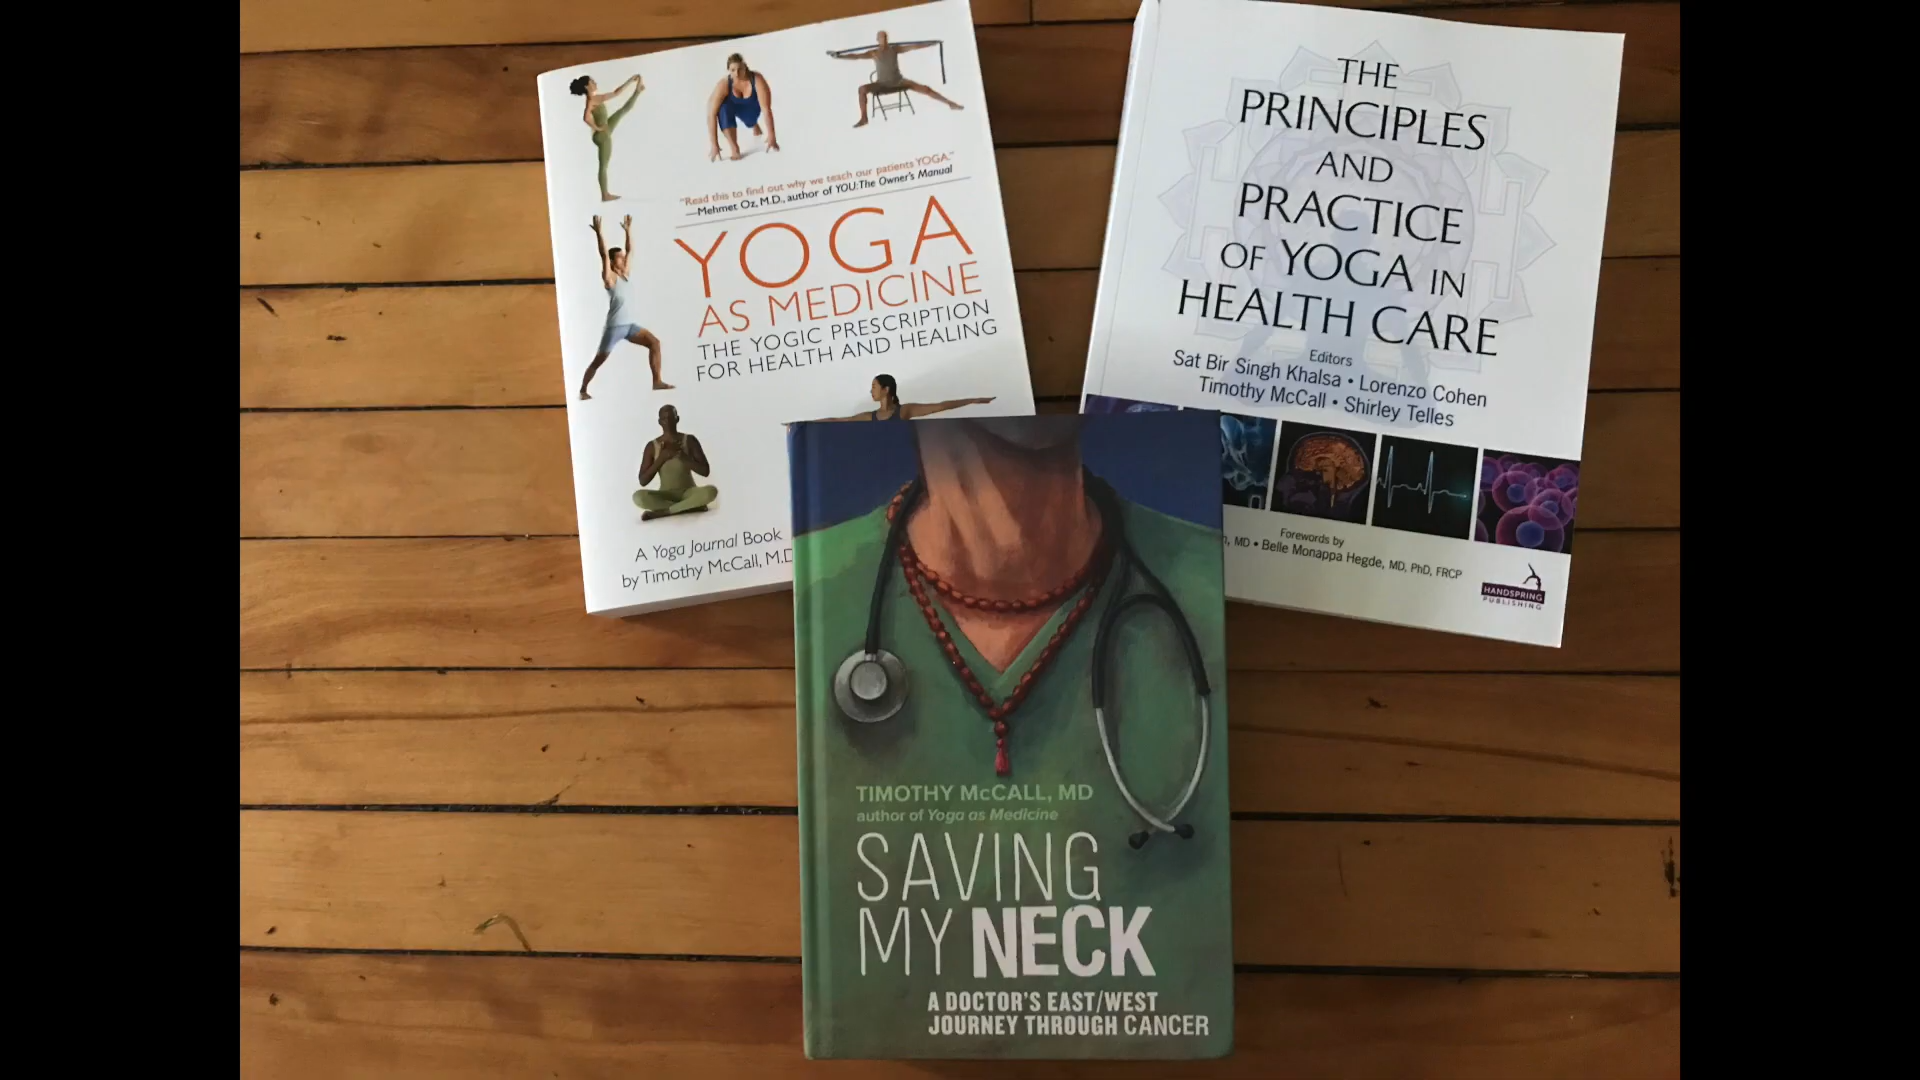 "Read this to find out why we teach our patients YOGA."
—Mehmet Oz, M.D., author of YOU: The Owner's Manual
YOGA
AS MEDICINE
THE YOGIC PRESCRIPTION
FOR HEALTH AND HEALING
A Yoga Journal Book
by Timothy McCall, M.D
THE
PRINCIPLES
AND
PRACTICE
OF YOGA IN
HEALTH CARE
Editors
Sat Bir Singh Khalsa • Lorenzo Cohen
Timothy McCall • Shirley Telles
Forewords by
MD • Belle Monappa Hegde, MD, PhD, FRCP
HANDSPRING
PUBLISHING
TIMOTHY McCALL, MD
author of Yoga as Medicine
SAVING
MY NECK
A DOCTOR'S EAST/WEST
JOURNEY THROUGH CANCER